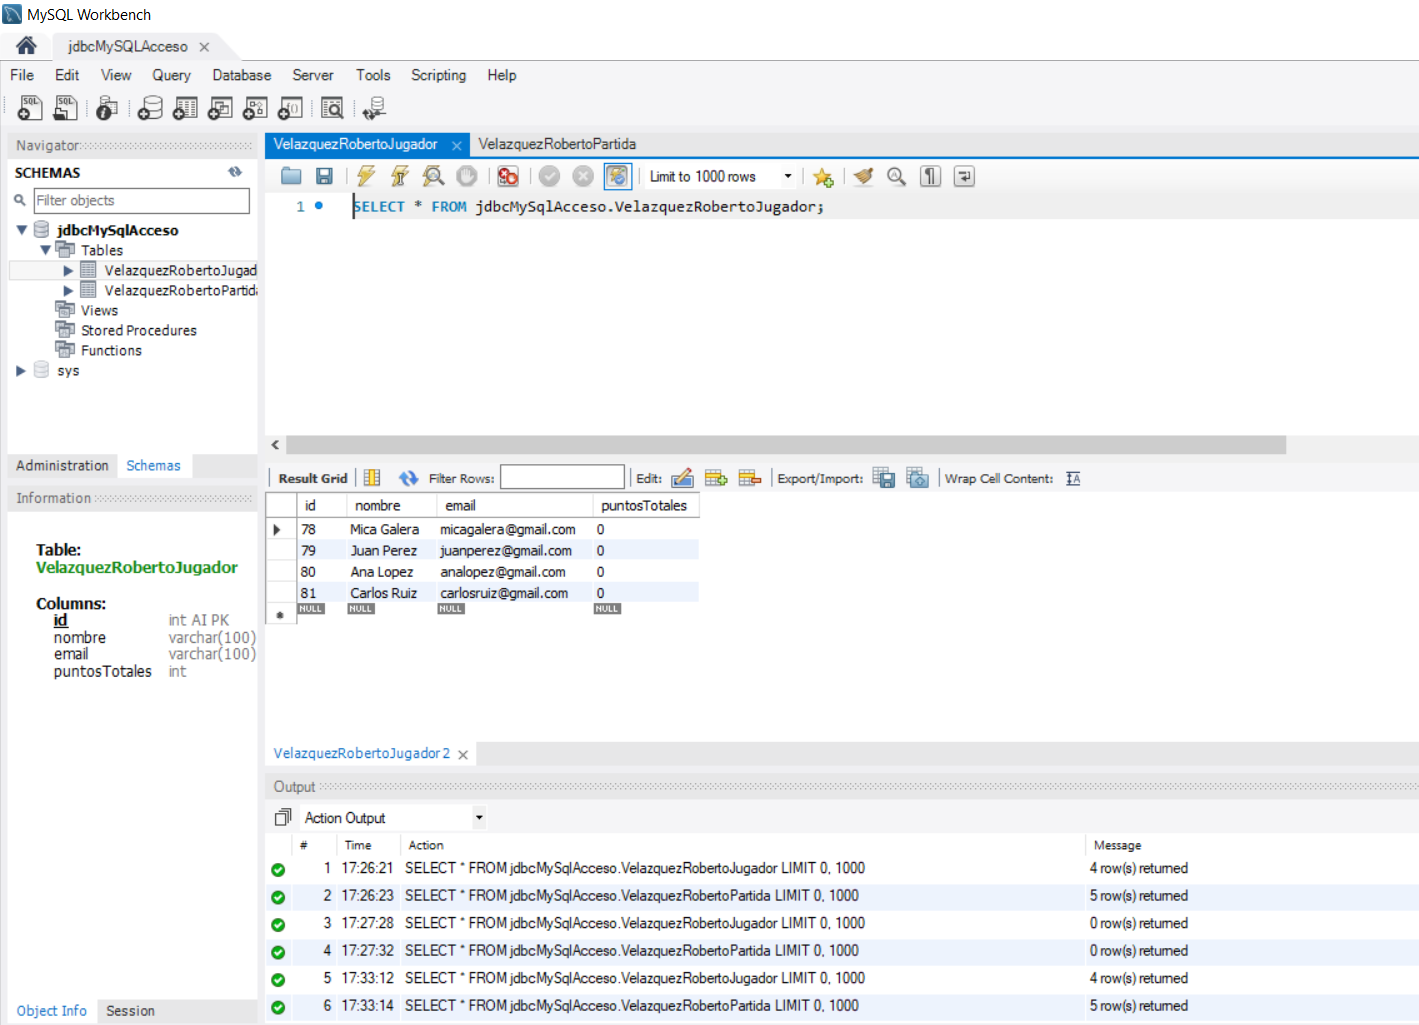 MySQL Workbench
jdbcMySQLAcceso
File Edit View Query Database Server Tools Scripting Help
Navigator
SCHEMAS
Filter objects
jdbcMySqlAcceso
Tables
VelazquezRobertoJugad
VelazquezRobertoPartida
Views
Stored Procedures
Functions
sys
Administration Schemas
Information
Table:
VelazquezRobertoJugador
Columns:
id int AI PK
nombre varchar(100)
email varchar(100)
puntosTotales int
Object Info Session
VelazquezRobertoJugador VelazquezRobertoPartida
Limit to 1000 rows
1 SELECT * FROM jdbcMySqlAcceso.VelazquezRobertoJugador;
Result Grid Filter Rows: Edit: Export/Import: Wrap Cell Content:
id nombre email puntosTotales
78 Mica Galera micagalera@gmail.com 0
79 Juan Perez juanperez@gmail.com 0
80 Ana Lopez analopez@gmail.com 0
81 Carlos Ruiz carlosruiz@gmail.com 0
NULL NULL NULL NULL
VelazquezRobertoJugador 2
Output
Action Output
# Time Action Message
1 17:26:21 SELECT * FROM jdbcMySqlAcceso.VelazquezRobertoJugador LIMIT 0, 1000 4 row(s) returned
2 17:26:23 SELECT * FROM jdbcMySqlAcceso.VelazquezRobertoPartida LIMIT 0, 1000 5 row(s) returned
3 17:27:28 SELECT * FROM jdbcMySqlAcceso.VelazquezRobertoJugador LIMIT 0, 1000 0 row(s) returned
4 17:27:32 SELECT * FROM jdbcMySqlAcceso.VelazquezRobertoPartida LIMIT 0, 1000 0 row(s) returned
5 17:33:12 SELECT * FROM jdbcMySqlAcceso.VelazquezRobertoJugador LIMIT 0, 1000 4 row(s) returned
6 17:33:14 SELECT * FROM jdbcMySqlAcceso.VelazquezRobertoPartida LIMIT 0, 1000 5 row(s) returned